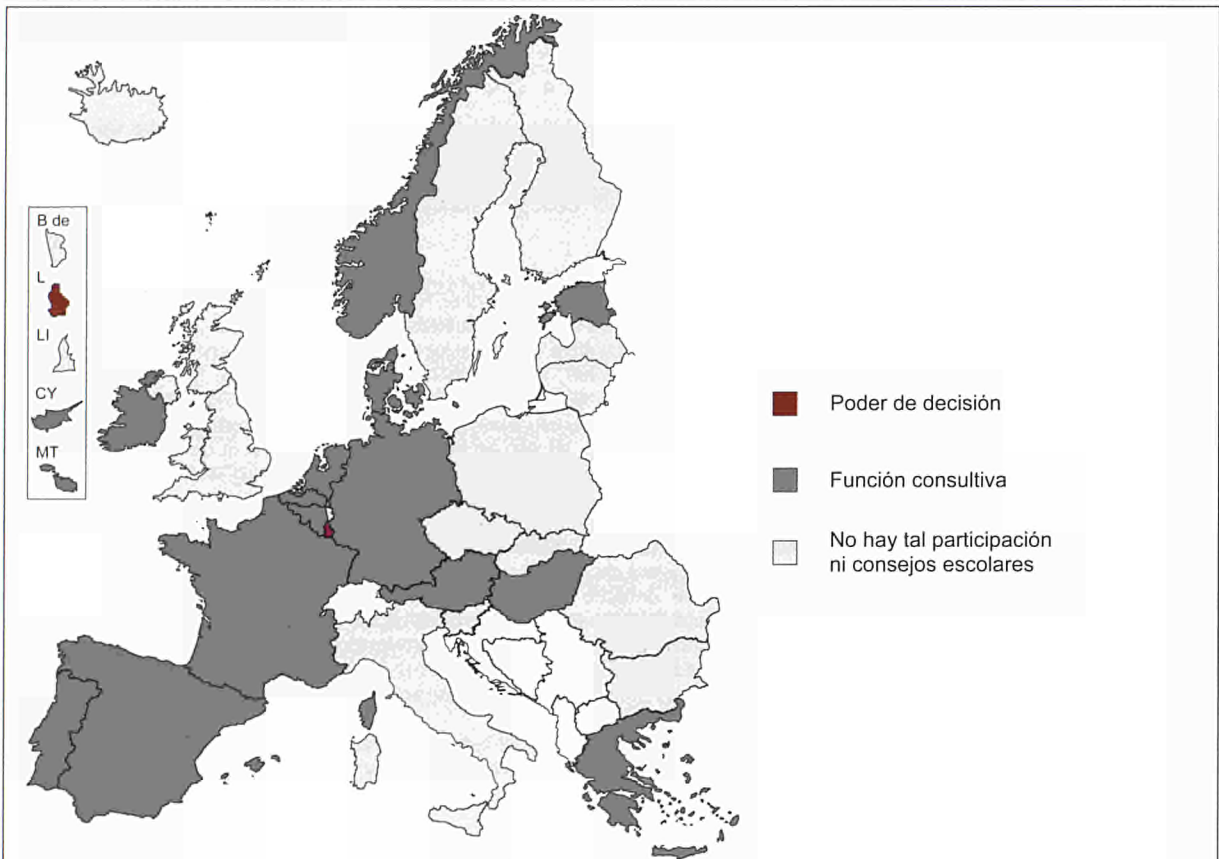 B de
L
LI
CY
MT
Poder de decisión
Función consultiva
No hay tal participación
ni consejos escolares